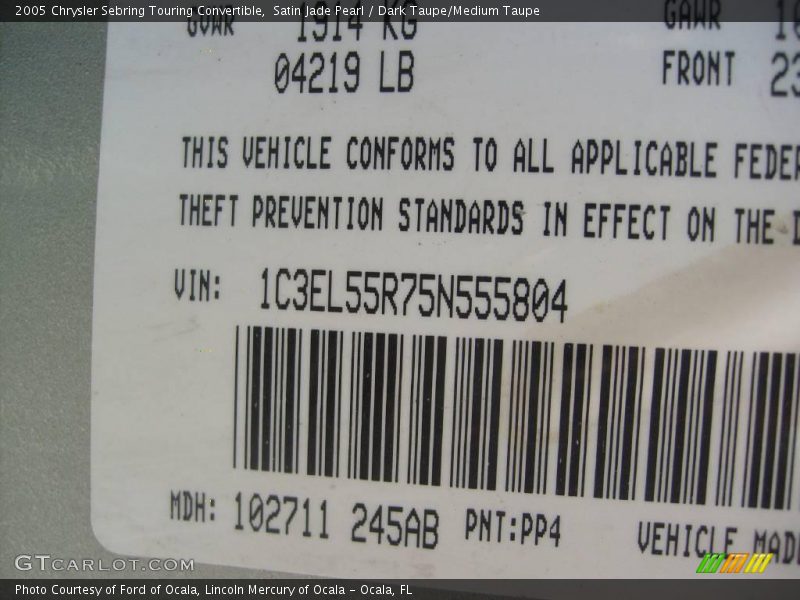 2005 Chrysler Sebring Touring Convertible,  Satin Jade Pearl / Dark Taupe/Medium Taupe
GVWR 1914 KG GAWR
04219 LB FRONT
THIS VEHICLE CONFORMS TO ALL APPLICABLE
THEFT PREVENTION STANDARDS IN EFFECT ON THE
VIN: 1C3EL55R75N555804
MDH: 102711 245AB PNT:PP4 VEHICLE
GTCARLOT.COM
Photo Courtesy of Ford of Ocala, Lincoln Mercury of Ocala - Ocala, FL